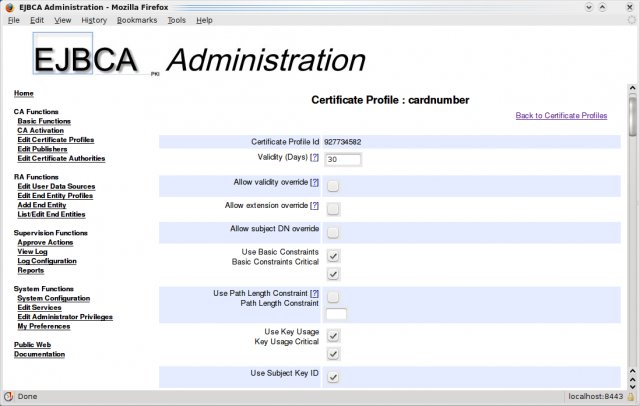 EJBCA Administration - Mozilla Firefox
File Edit View History Bookmarks Tools Help
EJBCA PKI Administration
Home
CA Functions
Basic Functions
CA Activation
Edit Certificate Profiles
Edit Publishers
Edit Certificate Authorities
RA Functions
Edit User Data Sources
Edit End Entity Profiles
Add End Entity
List/Edit End Entities
Supervision Functions
Approve Actions
View Log
Log Configuration
Reports
System Functions
System Configuration
Edit Services
Edit Administrator Privileges
My Preferences
Public Web
Documentation
Certificate Profile : cardnumber
Back to Certificate Profiles
Certificate Profile Id 927734582
Validity (Days) [?] 30
Allow validity override [?]
Allow extension override [?]
Allow subject DN override
Use Basic Constraints
Basic Constraints Critical
Use Path Length Constraint [?]
Path Length Constraint
Use Key Usage
Key Usage Critical
Use Subject Key ID
Done localhost:8443